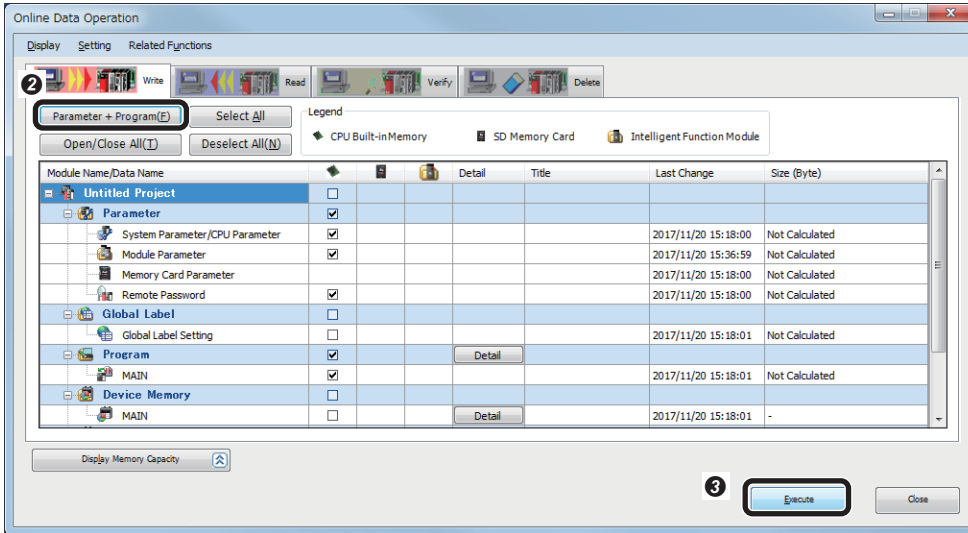 Online Data Operation
Display Setting Related Functions
❷ Write Read Verify Delete
Parameter + Program(F) Select All Legend
CPU Built-in Memory SD Memory Card Intelligent Function Module
Open/Close All(T) Deselect All(N)
Module Name/Data Name Detail Title Last Change Size (Byte)
Untitled Project
Parameter
System Parameter/CPU Parameter 2017/11/20 15:18:00 Not Calculated
Module Parameter 2017/11/20 15:36:59 Not Calculated
Memory Card Parameter 2017/11/20 15:18:00 Not Calculated
Remote Password 2017/11/20 15:18:00 Not Calculated
Global Label
Global Label Setting 2017/11/20 15:18:01 Not Calculated
Program Detail
MAIN 2017/11/20 15:18:01 Not Calculated
Device Memory
MAIN Detail 2017/11/20 15:18:01 -
Display Memory Capacity
❸ Execute Close